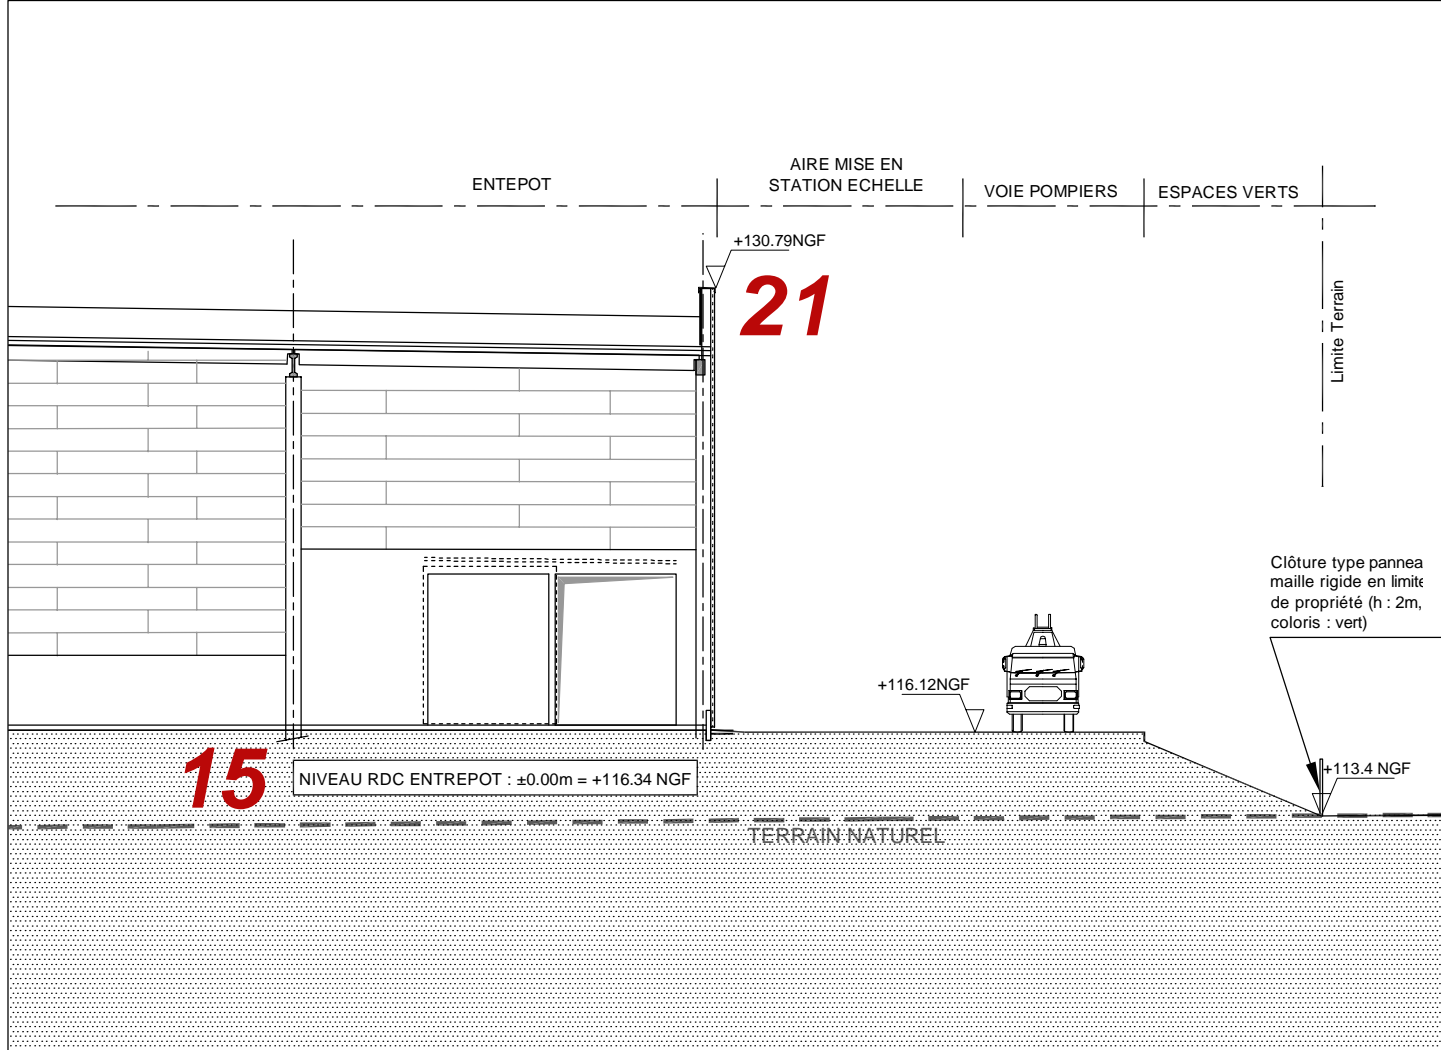 ENTEPOT
AIRE MISE EN
STATION ECHELLE
VOIE POMPIERS
ESPACES VERTS
+130.79NGF
21
Limite Terrain
Clôture type pannea
maille rigide en limite
de propriété (h : 2m,
coloris : vert)
+116.12NGF
15
NIVEAU RDC ENTREPOT : ±0.00m = +116.34 NGF
+113.4 NGF
TERRAIN NATUREL